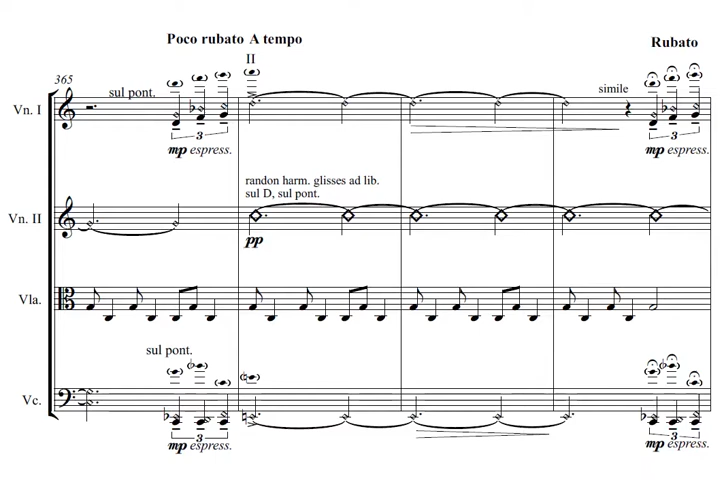 Poco rubato A tempo
Rubato
II
365
sul pont.
simile
Vn. I
3
3
mp espress.
mp espress.
randon harm. glisses ad lib.
sul D, sul pont.
Vn. II
pp
Vla.
sul pont.
Vc.
3
3
mp espress.
mp espress.